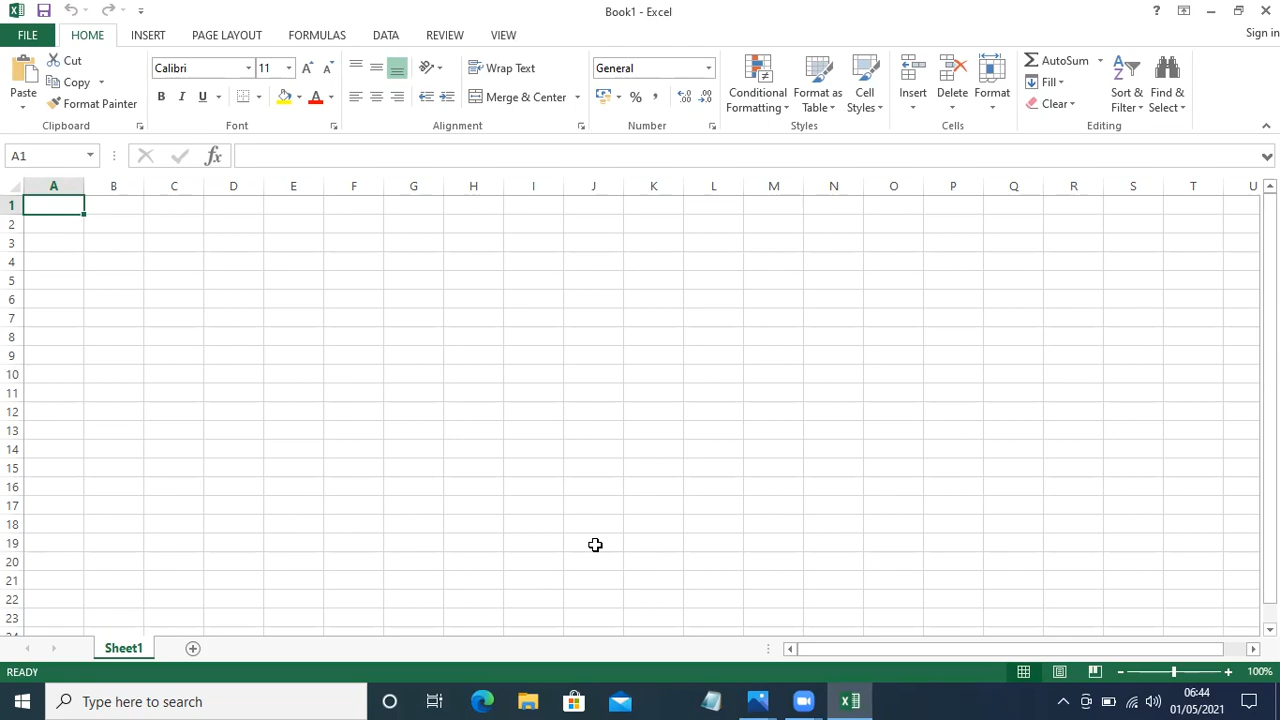 Book1 - Excel
?
FILE HOME INSERT PAGE LAYOUT FORMULAS DATA REVIEW VIEW Sign in
Paste
Cut
Copy
Format Painter
Clipboard
Calibri 11
B I U A
Font
Wrap Text
Merge & Center
Alignment
General
% ,
Number
Conditional Formatting
Format as Table
Cell Styles
Styles
Insert Delete Format
Cells
AutoSum
Fill
Clear
Sort & Filter
Find & Select
Editing
A1 fx
A B C D E F G H I J K L M N O P Q R S T U
1
2
3
4
5
6
7
8
9
10
11
12
13
14
15
16
17
18
19
20
21
22
23
24
Sheet1
READY 100%
Type here to search
06:44
01/05/2021